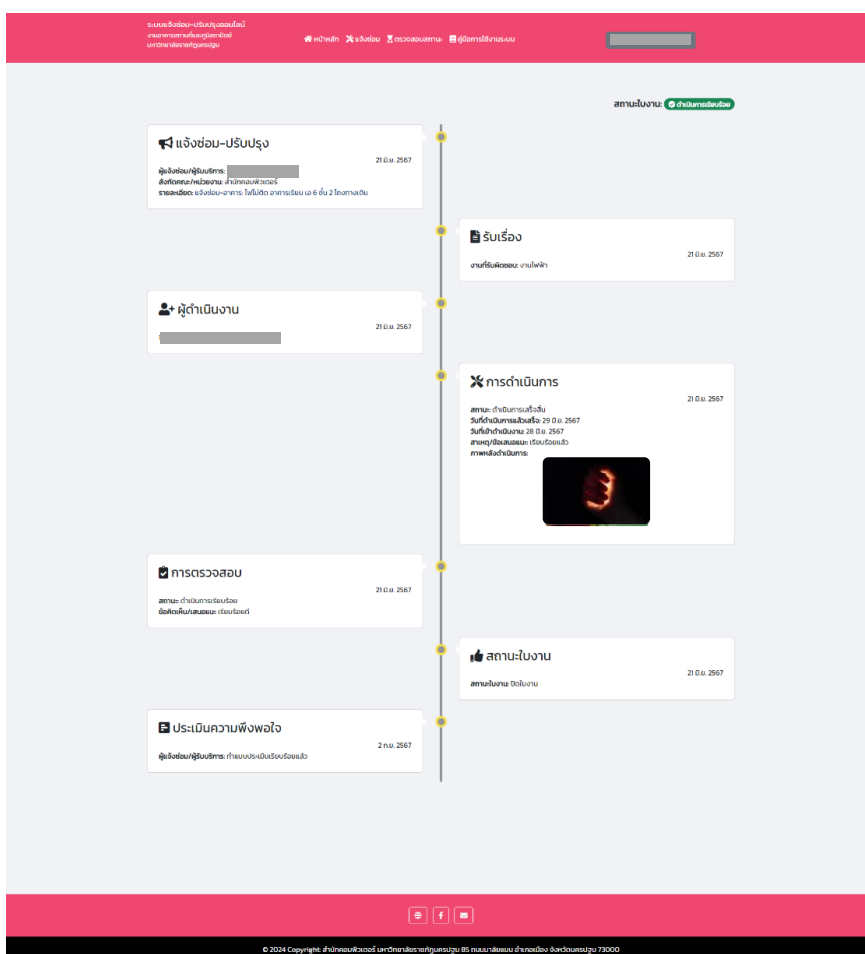 ระบบแจ้งซ่อม-ปรับปรุงออนไลน์
งานอาคารสถานที่และภูมิสถาปัตย์
มหาวิทยาลัยราชภัฏนครปฐม
หน้าหลัก แจ้งซ่อม ตรวจสอบสถานะ คู่มือการใช้งานระบบ
สถานะใบงาน: ดำเนินการเรียบร้อย
แจ้งซ่อม-ปรับปรุง
21 มิ.ย. 2567
ผู้แจ้งซ่อม/ผู้รับบริการ:
สังกัดคณะ/หน่วยงาน: สำนักคอมพิวเตอร์
รายละเอียด: แจ้งซ่อม-อาคาร: ไฟไม่ติด อาคารเรียน เอ 6 ชั้น 2 โถงทางเดิน
รับเรื่อง
21 มิ.ย. 2567
งานที่รับผิดชอบ: งานไฟฟ้า
ผู้ดำเนินงาน
21 มิ.ย. 2567
การดำเนินการ
21 มิ.ย. 2567
สถานะ: ดำเนินการเสร็จสิ้น
วันที่ดำเนินการแล้วเสร็จ: 29 มิ.ย. 2567
วันที่เข้าดำเนินงาน: 28 มิ.ย. 2567
สาเหตุ/ข้อเสนอแนะ: เรียบร้อยแล้ว
ภาพหลังดำเนินการ:
การตรวจสอบ
21 มิ.ย. 2567
สถานะ: ดำเนินการเรียบร้อย
ข้อคิดเห็น/เสนอแนะ: เรียบร้อยดี
สถานะใบงาน
21 มิ.ย. 2567
สถานะใบงาน: ปิดใบงาน
ประเมินความพึงพอใจ
2 ก.ค. 2567
ผู้แจ้งซ่อม/ผู้รับบริการ: ทำแบบประเมินเรียบร้อยแล้ว
© 2024 Copyright: สำนักคอมพิวเตอร์ มหาวิทยาลัยราชภัฏนครปฐม 85 ถนนมาลัยแมน อำเภอเมือง จังหวัดนครปฐม 73000